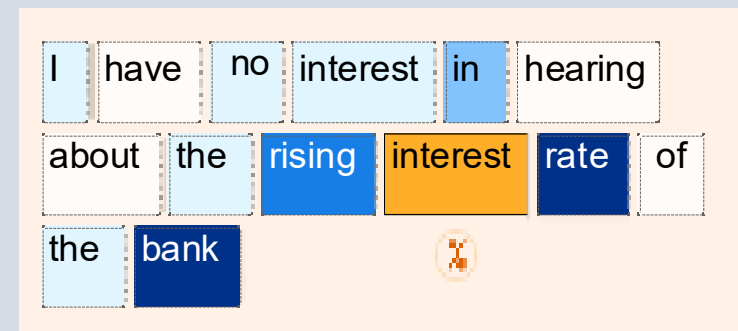 I have no interest in hearing
about the rising interest rate of
the bank